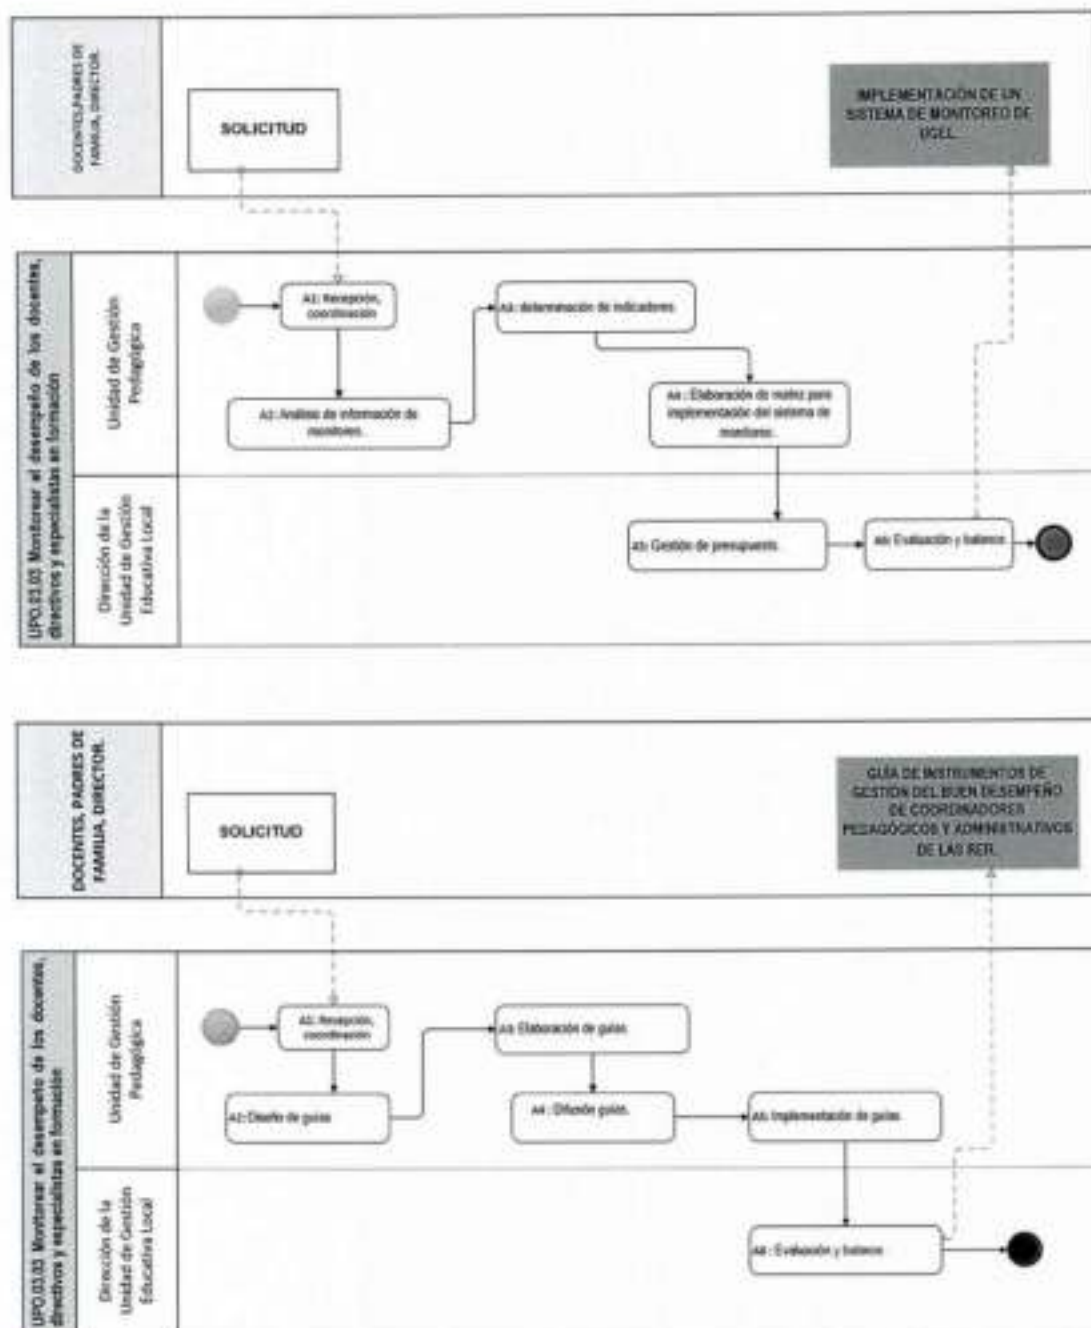 DOCENTES,PADRES DE
FAMILIA, DIRECTOR.
SOLICITUD
IMPLEMENTACIÓN DE UN
SISTEMA DE MONITOREO DE
UGEL.
UPO.03.03 Monitorear el desempeño de los docentes,
directivos y especialistas en formación
Unidad de Gestión
Pedagógica
A1: Recepción,
coordinación
A2: Análisis de información de
monitoreo.
A3: determinación de indicadores.
A4 : Elaboración de matriz para
implementación del sistema de
monitoreo.
Dirección de la
Unidad de Gestión
Educativa Local
A5: Gestión de presupuesto.
A6: Evaluación y balance
DOCENTES, PADRES DE
FAMILIA, DIRECTOR.
SOLICITUD
GUÍA DE INSTRUMENTOS DE
GESTIÓN DEL BUEN DESEMPEÑO
DE COORDINADORES
PEDAGÓGICOS Y ADMINISTRATIVOS
DE LAS RER.
UPO.03.03 Monitorear el desempeño de los docentes,
directivos y especialistas en formación
Unidad de Gestión
Pedagógica
Recepción,
coordinación
A2: Diseño de guías
A3: Elaboración de guías
A4 : Difusión guías.
A5: Implementación de guías.
Dirección de la
Unidad de Gestión
Educativa Local
A6 : Evaluación y balance